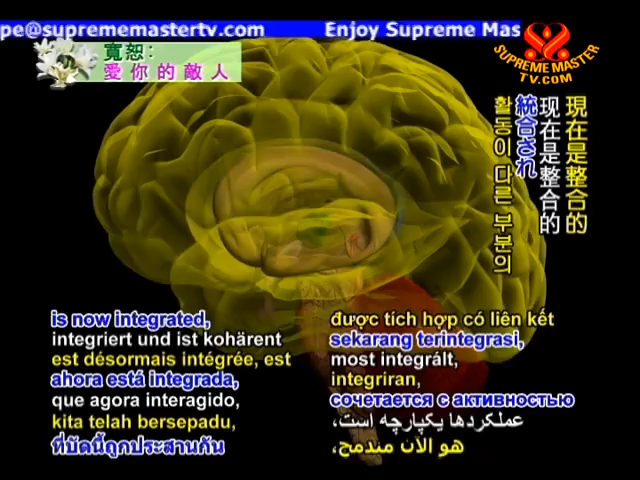 pe@suprememastertv.com Enjoy Supreme Mas
SUPREME MASTER
TV.COM
寬恕：
愛你的敵人
現在是整合的
现在是整合的
統合され
활동이 다른 부분의
is now integrated,
integriert und ist kohärent
est désormais intégrée, est
ahora está integrada,
que agora interagido,
kita telah bersepadu,
ที่บัดนี้ถูกประสานกัน
được tích hợp có liên kết
sekarang terintegrasi,
most integrált,
integriran,
сочетается с активностью
عملکردها یکپارچه است،
هو الآن مندمج،